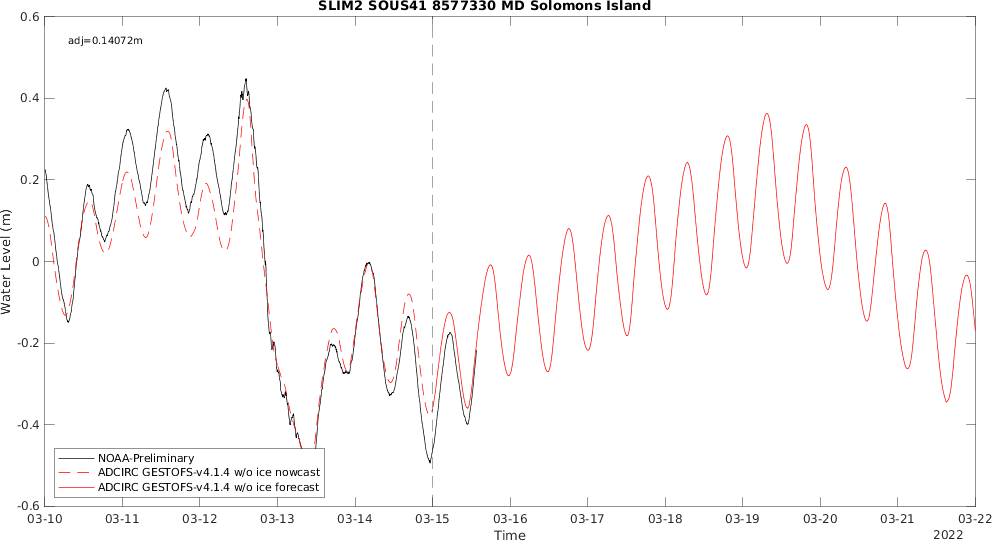 SLIM2 SOUS41 8577330 MD Solomons Island
adj=0.14072m
0.6
0.4
0.2
0
-0.2
-0.4
-0.6
Water Level (m)
NOAA-Preliminary
ADCIRC GESTOFS-v4.1.4 w/o ice nowcast
ADCIRC GESTOFS-v4.1.4 w/o ice forecast
03-10 03-11 03-12 03-13 03-14 03-15 03-16 03-17 03-18 03-19 03-20 03-21 03-22
Time
2022